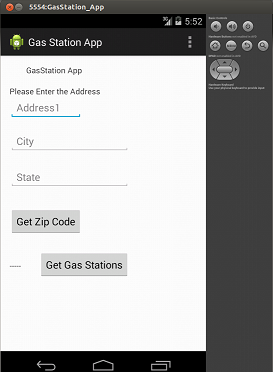 5554:GasStation_App
5:52
Gas Station App
GasStation App
Please Enter the Address
Address1
City
State
Get Zip Code
Get Gas Stations